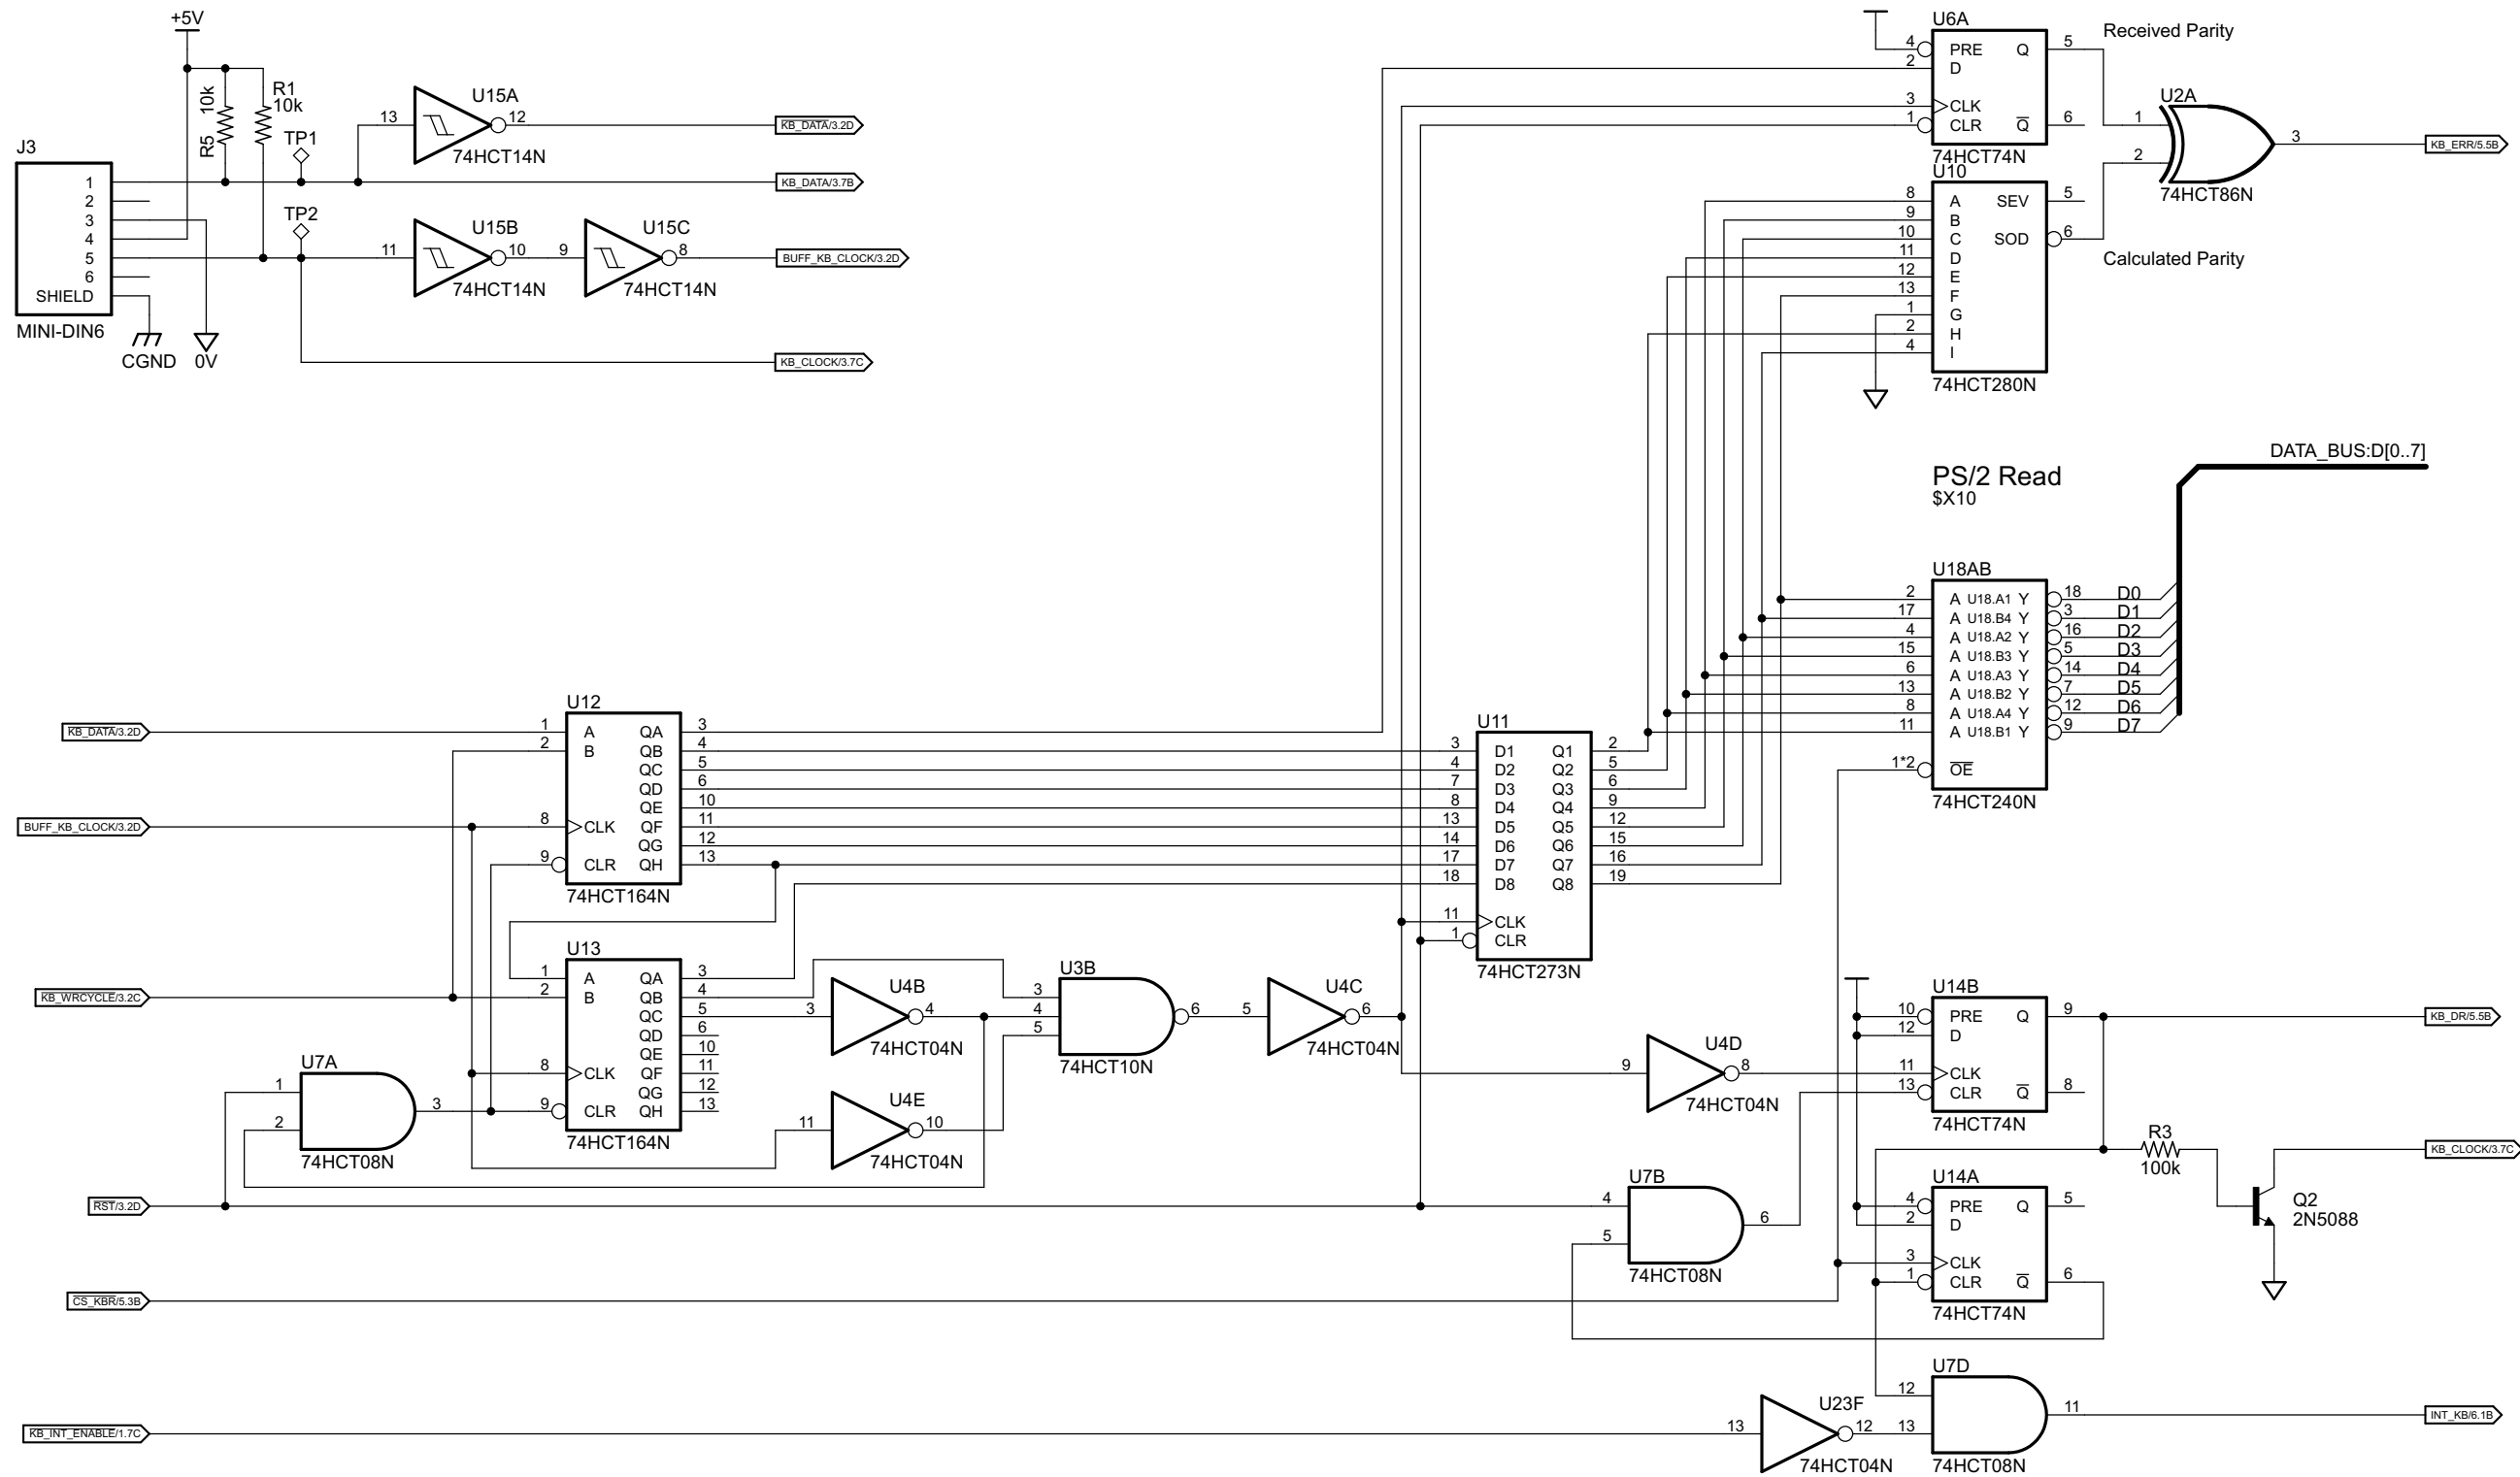 +5V
10k
R5
R1
10k
TP1
U15A
13
12
74HCT14N
KB_DATA/3.2D
J3
1
2
3
4
5
6
SHIELD
MINI-DIN6
KB_DATA/3.7B
TP2
U15B
11
10
74HCT14N
U15C
9
8
74HCT14N
BUFF_KB_CLOCK/3.2D
CGND
0V
KB_CLOCK/3.7C
U6A
4 PRE Q 5
2 D
3 CLK
1 CLR Q 6
74HCT74N
Received Parity
U2A
1
2
3
74HCT86N
KB_ERR/5.5B
U10
8 A SEV 5
9 B
10 C SOD 6
11 D
12 E
13 F
1 G
2 H
4 I
74HCT280N
Calculated Parity
DATA_BUS:D[0..7]
PS/2 Read
$X10
U18AB
2 A U18.A1 Y 18 D0
17 A U18.B4 Y 3 D1
4 A U18.A2 Y 16 D2
15 A U18.B3 Y 5 D3
6 A U18.A3 Y 14 D4
13 A U18.B2 Y 7 D5
8 A U18.A4 Y 12 D6
11 A U18.B1 Y 9 D7
1*2 OE
74HCT240N
KB_DATA/3.2D
BUFF_KB_CLOCK/3.2D
U12
1 A QA 3
2 B QB 4
QC 5
QD 6
QE 10
8 CLK QF 11
QG 12
9 CLR QH 13
74HCT164N
U11
3 D1 Q1 2
4 D2 Q2 5
7 D3 Q3 6
8 D4 Q4 9
13 D5 Q5 12
14 D6 Q6 15
17 D7 Q7 16
18 D8 Q8 19
11 CLK
1 CLR
74HCT273N
KB_WRCYCLE/3.2C
U13
1 A QA 3
2 B QB 4
QC 5
QD 6
QE 10
8 CLK QF 11
QG 12
9 CLR QH 13
74HCT164N
U4B
3
4
74HCT04N
U3B
3
4
5
6
74HCT10N
U4C
5
6
74HCT04N
U7A
1
2
3
74HCT08N
U4E
11
10
74HCT04N
U4D
9
8
74HCT04N
U14B
10 PRE Q 9
12 D
11 CLK
13 CLR Q 8
74HCT74N
KB_DR/5.5B
R3
100k
KB_CLOCK/3.7C
Q2
2N5088
RST/3.2D
U7B
4
5
6
74HCT08N
U14A
4 PRE Q 5
2 D
3 CLK
1 CLR Q 6
74HCT74N
CS_KBR/5.3B
KB_INT_ENABLE/1.7C
U23F
13
12
74HCT04N
U7D
12
13
11
74HCT08N
INT_KB/6.1B